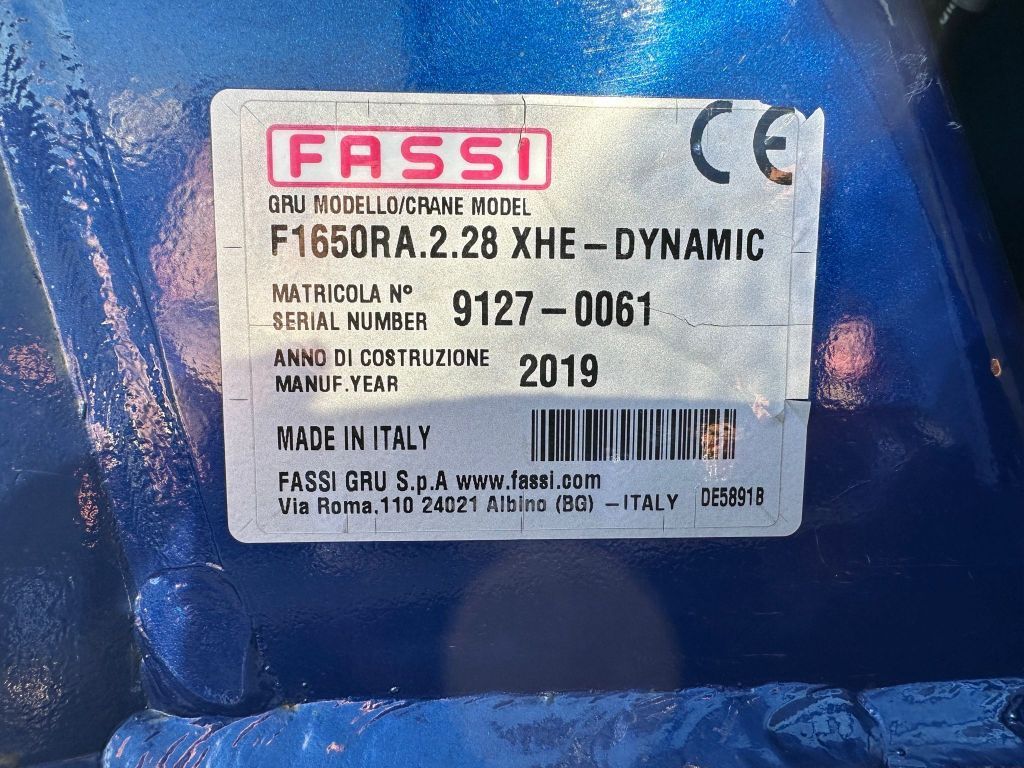 FASSI
CE
GRU MODELLO/CRANE MODEL
F1650RA.2.28 XHE-DYNAMIC
MATRICOLA N° 9127-0061
SERIAL NUMBER
ANNO DI COSTRUZIONE 2019
MANUF.YEAR
MADE IN ITALY
FASSI GRU S.p.A www.fassi.com
Via Roma,110 24021 Albino (BG) -ITALY DE5891B